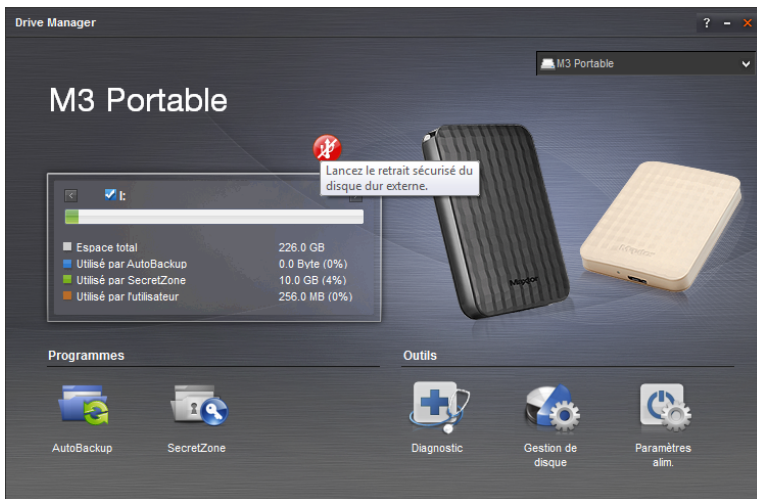 Drive Manager
? – ×
M3 Portable
M3 Portable
Lancez le retrait sécurisé du
disque dur externe.
I:
Espace total 226.0 GB
Utilisé par AutoBackup 0.0 Byte (0%)
Utilisé par SecretZone 10.0 GB (4%)
Utilisé par l'utilisateur 256.0 MB (0%)
Maxtor
Maxtor
Programmes
Outils
AutoBackup
SecretZone
Diagnostic
Gestion de
disque
Paramètres
alim.